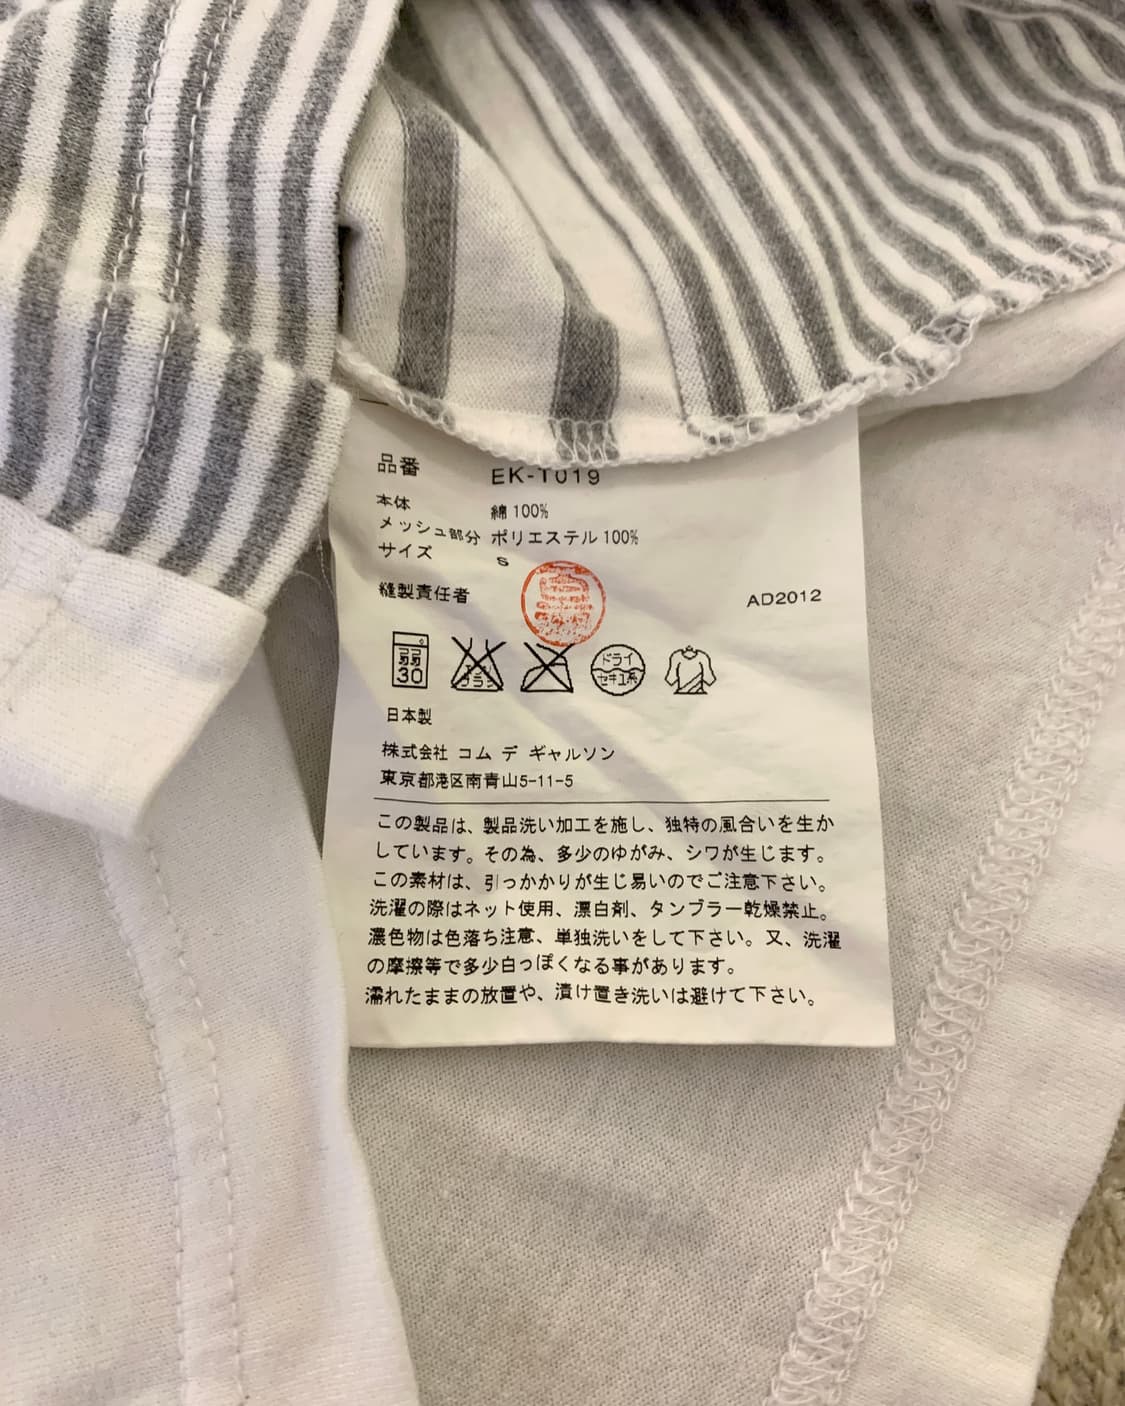 品番 EK-T019
本体 綿 100%
メッシュ部分 ポリエステル 100%
サイズ S
縫製責任者 AD2012
弱 30 ドライ セキユ系
日本製
株式会社 コム デ ギャルソン
東京都港区南青山5-11-5
この製品は、製品洗い加工を施し、独特の風合いを生か
しています。その為、多少のゆがみ、シワが生じます。
この素材は、引っかかりが生じ易いのでご注意下さい。
洗濯の際はネット使用、漂白剤、タンブラー乾燥禁止。
濃色物は色落ち注意、単独洗いをして下さい。又、洗濯
の摩擦等で多少白っぽくなる事があります。
濡れたままの放置や、漬け置き洗いは避けて下さい。